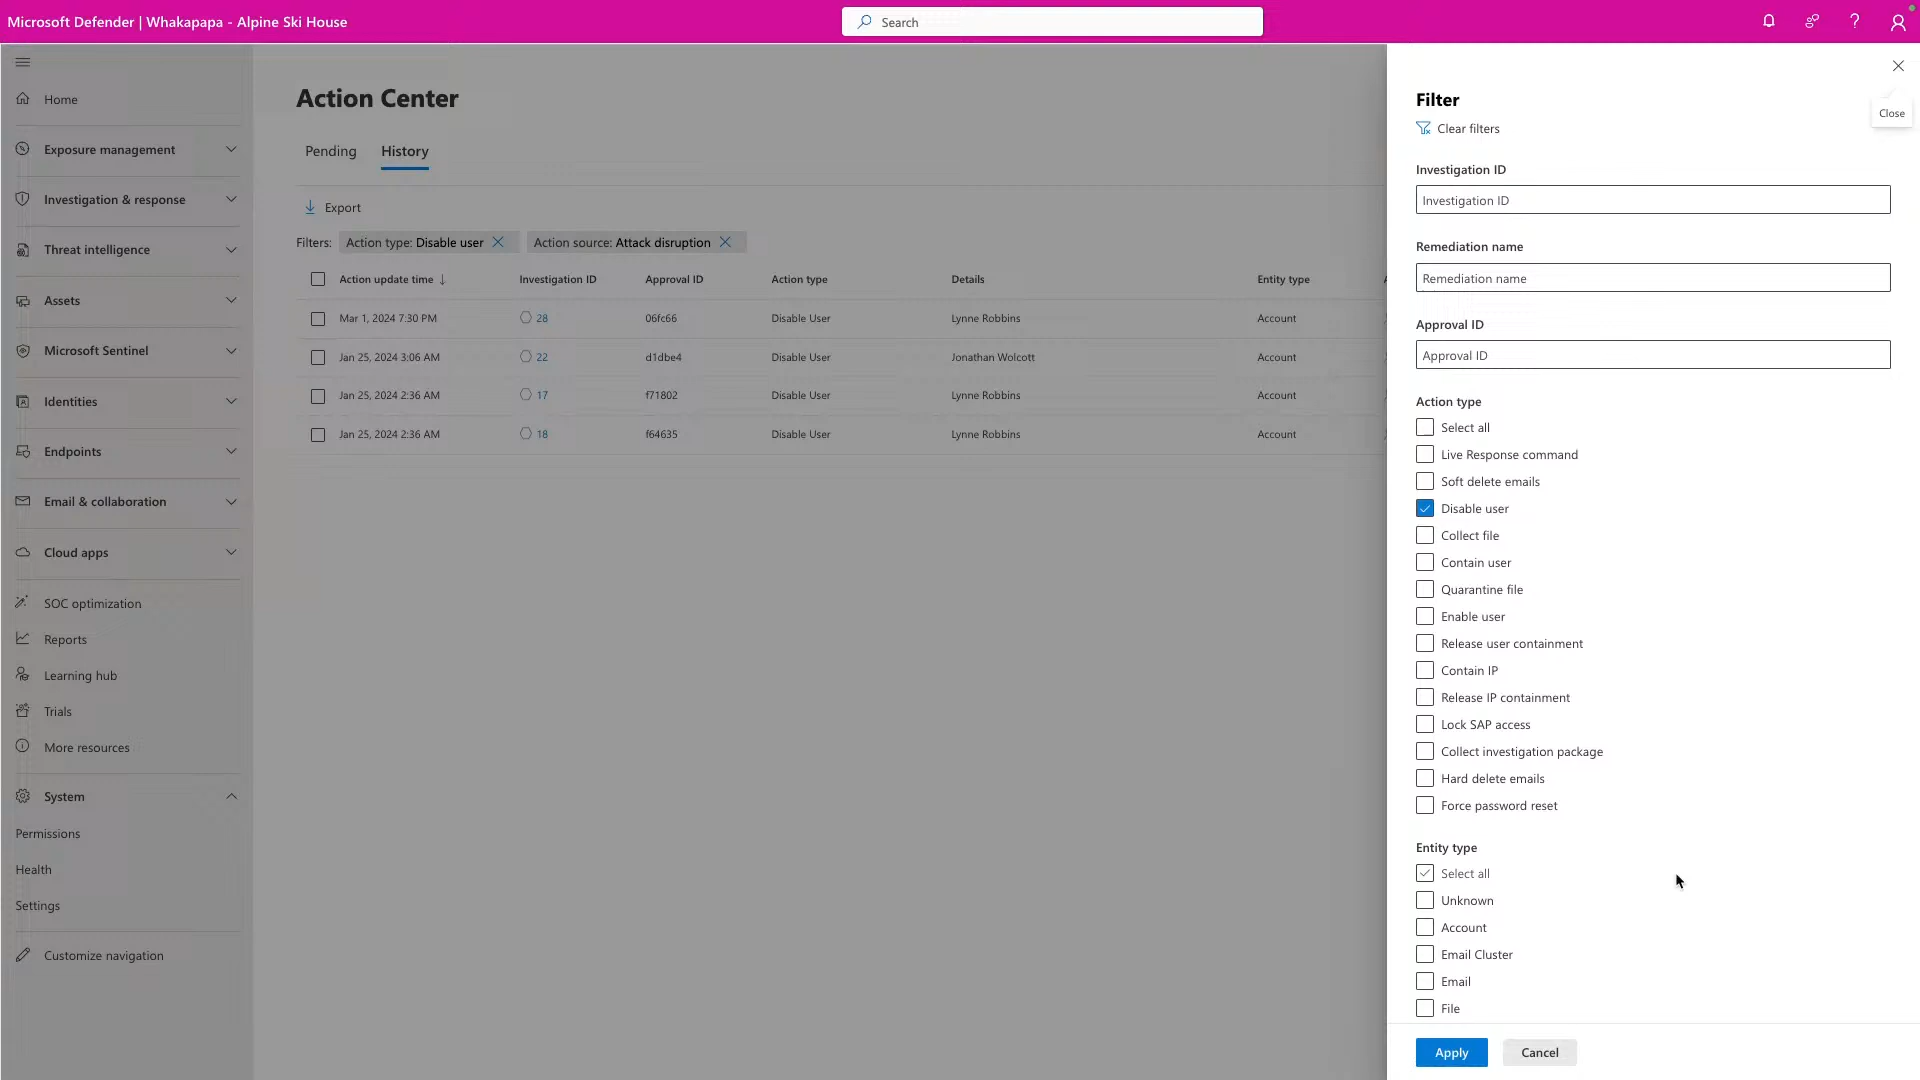 Microsoft Defender | Whakapapa - Alpine Ski House
Search
Home
Exposure management
Investigation & response
Threat intelligence
Assets
Microsoft Sentinel
Identities
Endpoints
Email & collaboration
Cloud apps
SOC optimization
Reports
Learning hub
Trials
More resources
System
Permissions
Health
Settings
Customize navigation
Action Center
Pending History
Export
Filters: Action type: Disable user Action source: Attack disruption
Action update time ↓ Investigation ID Approval ID Action type Details Entity type
Mar 1, 2024 7:30 PM 28 06fc66 Disable User Lynne Robbins Account
Jan 25, 2024 3:06 AM 22 d1dbe4 Disable User Jonathan Wolcott Account
Jan 25, 2024 2:36 AM 17 f71802 Disable User Lynne Robbins Account
Jan 25, 2024 2:36 AM 18 f64635 Disable User Lynne Robbins Account
Filter
Close
Clear filters
Investigation ID
Investigation ID
Remediation name
Remediation name
Approval ID
Approval ID
Action type
Select all
Live Response command
Soft delete emails
Disable user
Collect file
Contain user
Quarantine file
Enable user
Release user containment
Contain IP
Release IP containment
Lock SAP access
Collect investigation package
Hard delete emails
Force password reset
Entity type
Select all
Unknown
Account
Email Cluster
Email
File
Apply Cancel